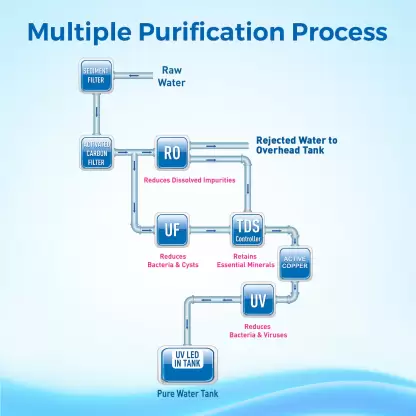 Multiple Purification Process
SEDIMENT
FILTER
Raw
Water
ACTIVATED
CARBON
FILTER
RO
Rejected Water to
Overhead Tank
Reduces Dissolved Impurities
UF
TDS
Controller
Reduces
Bacteria & Cysts
Retains
Essential Minerals
ACTIVE
COPPER
UV
Reduces
Bacteria & Viruses
UV LED
IN TANK
Pure Water Tank